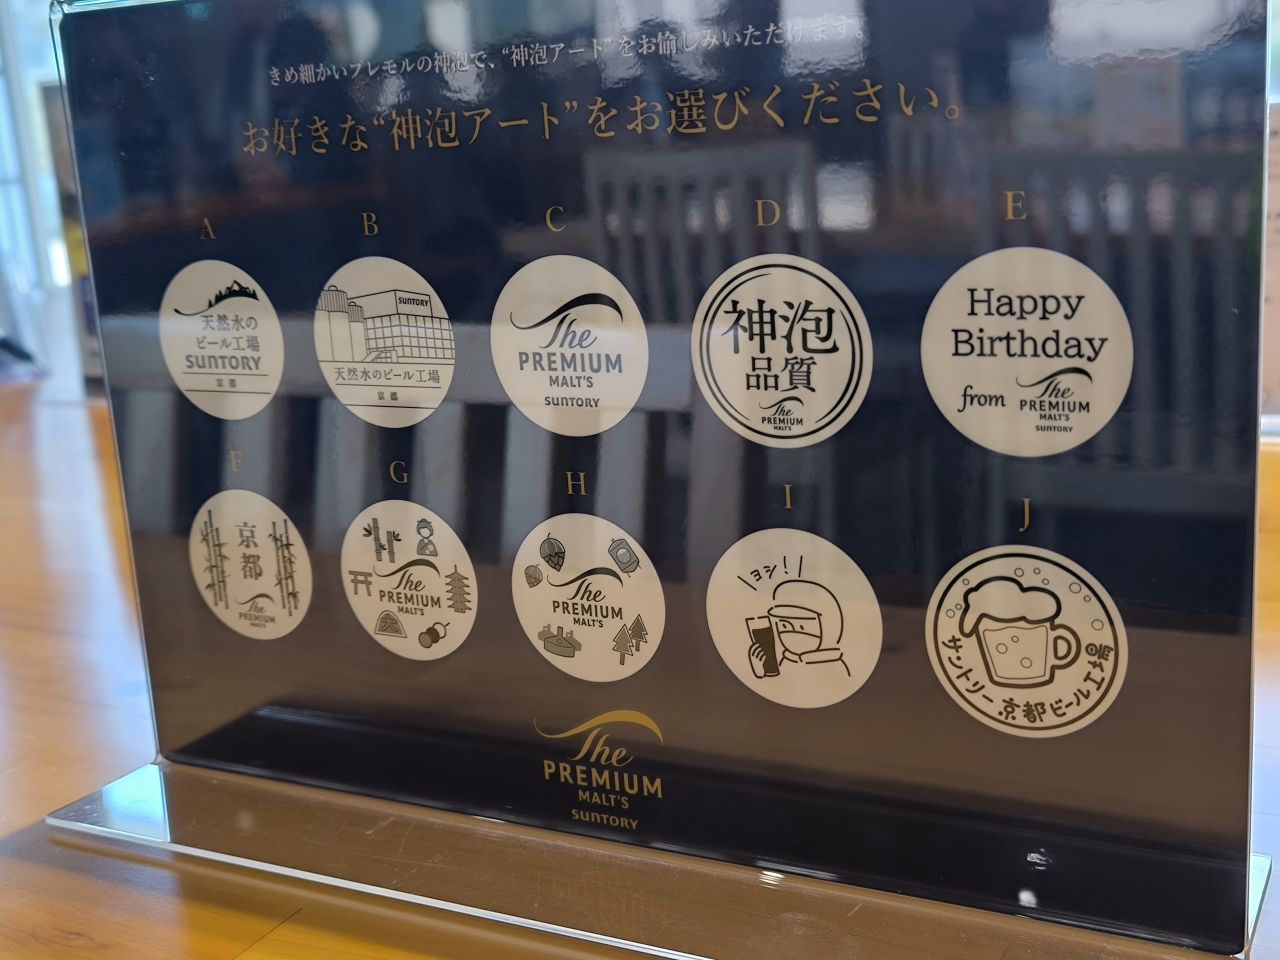 きめ細かいプレモルの神泡で、“神泡アート”をお愉しみいただけます。
お好きな“神泡アート”をお選びください。
A
B
C
D
E
天然水の
ビール工場
SUNTORY
京都
SUNTORY
天然水のビール工場
京都
The
PREMIUM
MALT'S
SUNTORY
神泡
品質
The
PREMIUM
MALT'S
Happy
Birthday
from
The
PREMIUM
MALT'S
SUNTORY
F
G
H
I
J
京都
The
PREMIUM
MALT'S
The
PREMIUM
MALT'S
大
The
PREMIUM
MALT'S
ヨシ!
サントリー京都ビール工場
The
PREMIUM
MALT'S
SUNTORY